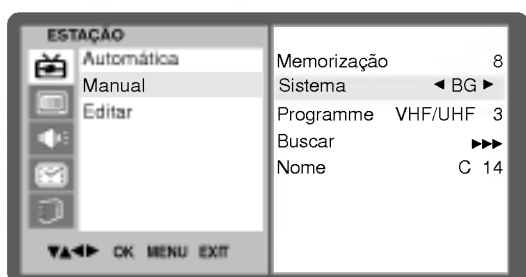 ESTAÇÃO
Automática
Manual
Editar
▼▲◄► OK MENU EXIT
Memorização 8
Sistema ◄ BG ►
Programme VHF/UHF 3
Buscar ►►►
Nome C 14